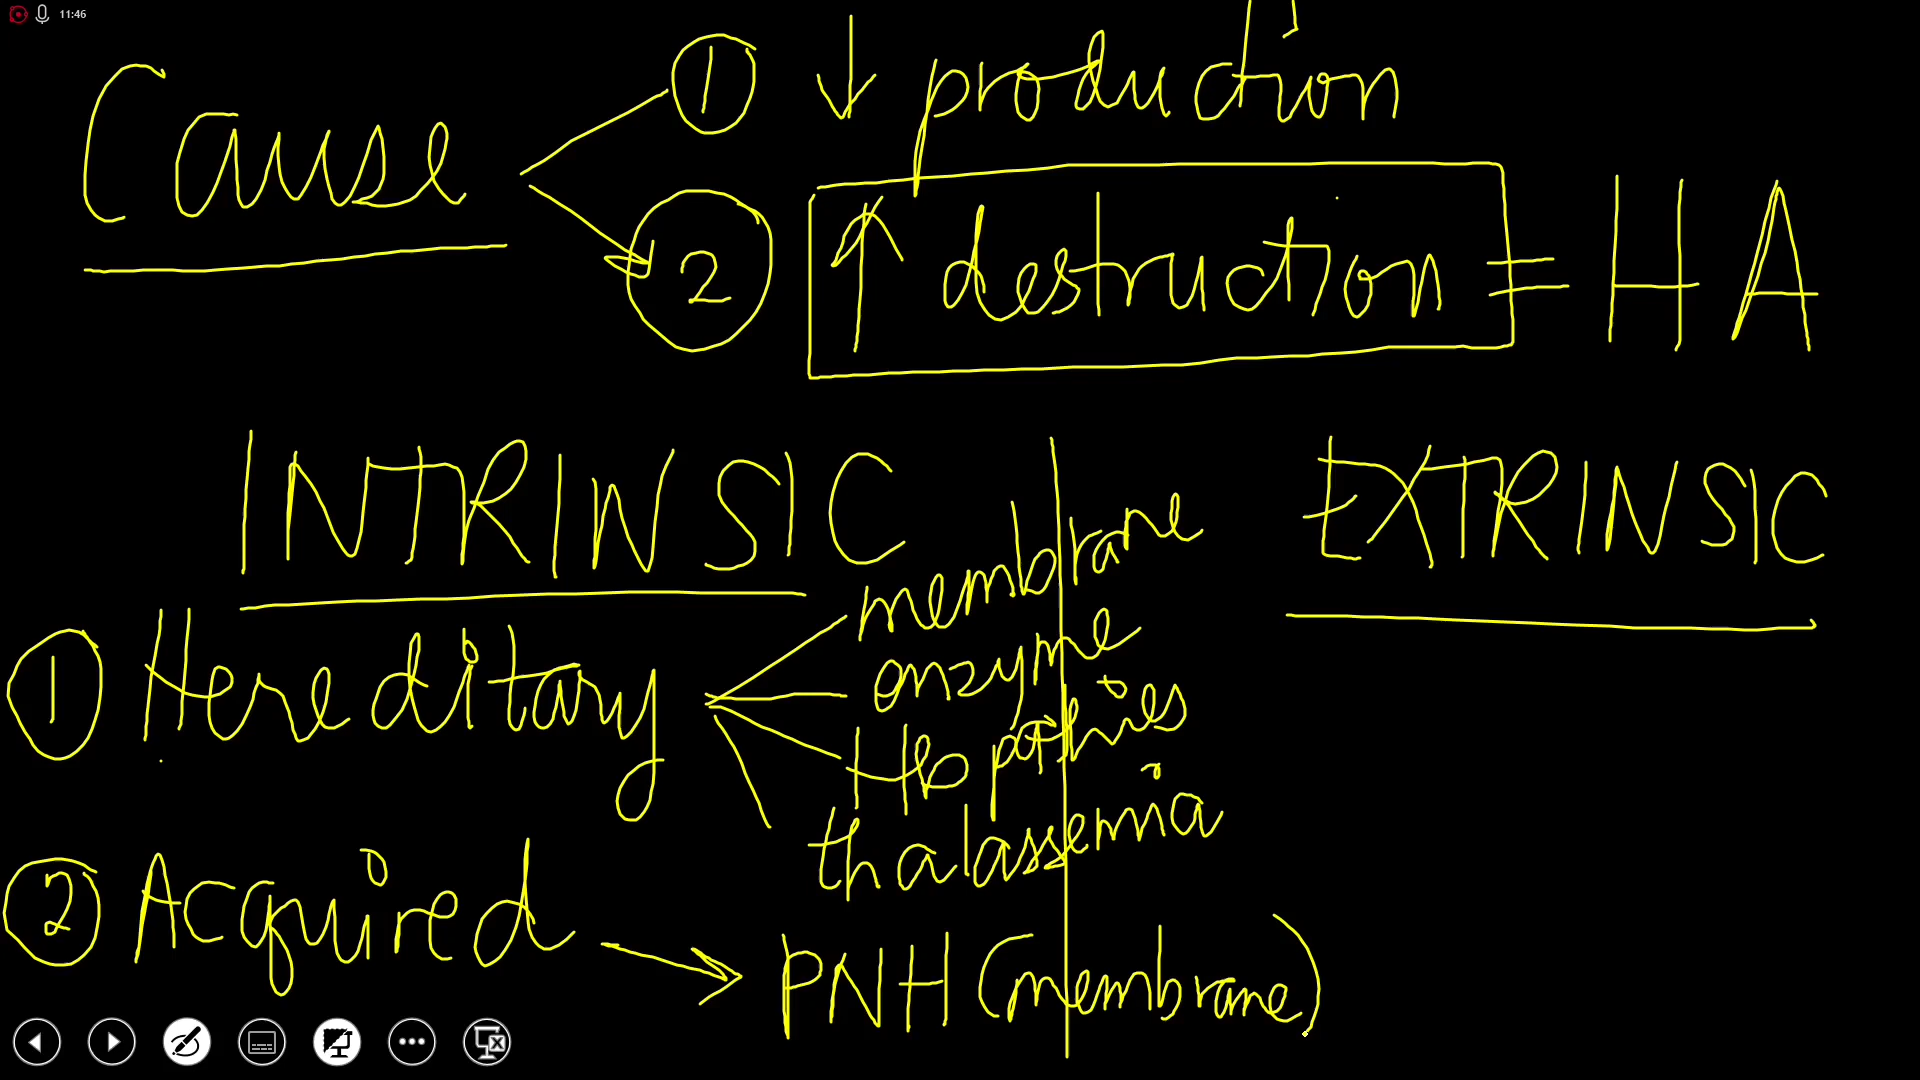 11:46
Cause
① ↓ production
② ↑ destruction = HA
INTRINSIC
EXTRINSIC
① Hereditary
membrane
enzyme
Hb pathies
thalassemia
② Acquired → PNH (membrane)